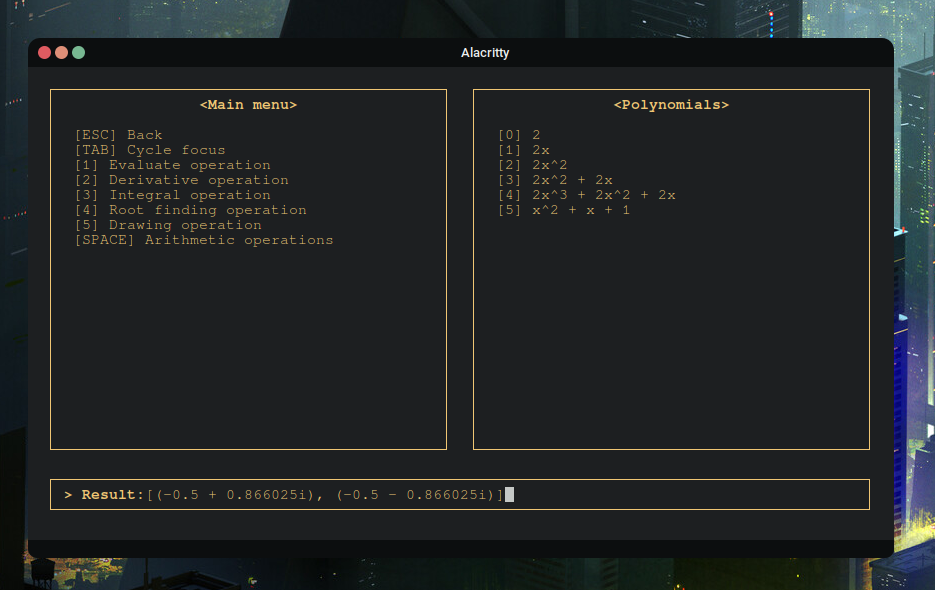 Alacritty
<Main menu>
[ESC] Back
[TAB] Cycle focus
[1] Evaluate operation
[2] Derivative operation
[3] Integral operation
[4] Root finding operation
[5] Drawing operation
[SPACE] Arithmetic operations
<Polynomials>
[0] 2
[1] 2x
[2] 2x^2
[3] 2x^2 + 2x
[4] 2x^3 + 2x^2 + 2x
[5] x^2 + x + 1
> Result:[(-0.5 + 0.866025i), (-0.5 - 0.866025i)]